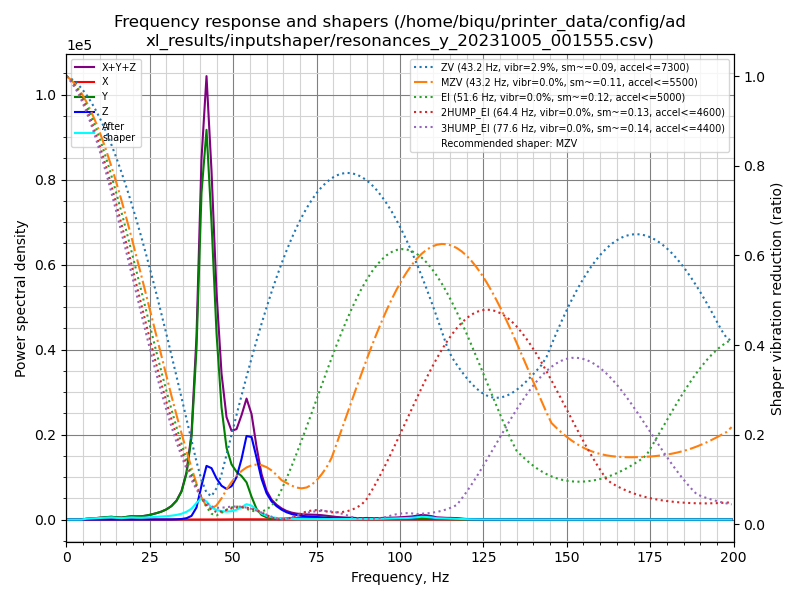 Frequency response and shapers (/home/biqu/printer_data/config/ad
xl_results/inputshaper/resonances_y_20231005_001555.csv)
1e5
X+Y+Z
X
Y
Z
After
shaper
ZV (43.2 Hz, vibr=2.9%, sm~=0.09, accel<=7300)
MZV (43.2 Hz, vibr=0.0%, sm~=0.11, accel<=5500)
EI (51.6 Hz, vibr=0.0%, sm~=0.12, accel<=5000)
2HUMP_EI (64.4 Hz, vibr=0.0%, sm~=0.13, accel<=4600)
3HUMP_EI (77.6 Hz, vibr=0.0%, sm~=0.14, accel<=4400)
Recommended shaper: MZV
Power spectral density
1.0
0.8
0.6
0.4
0.2
0.0
1.0
0.8
0.6
0.4
0.2
0.0
Shaper vibration reduction (ratio)
0 25 50 75 100 125 150 175 200
Frequency, Hz